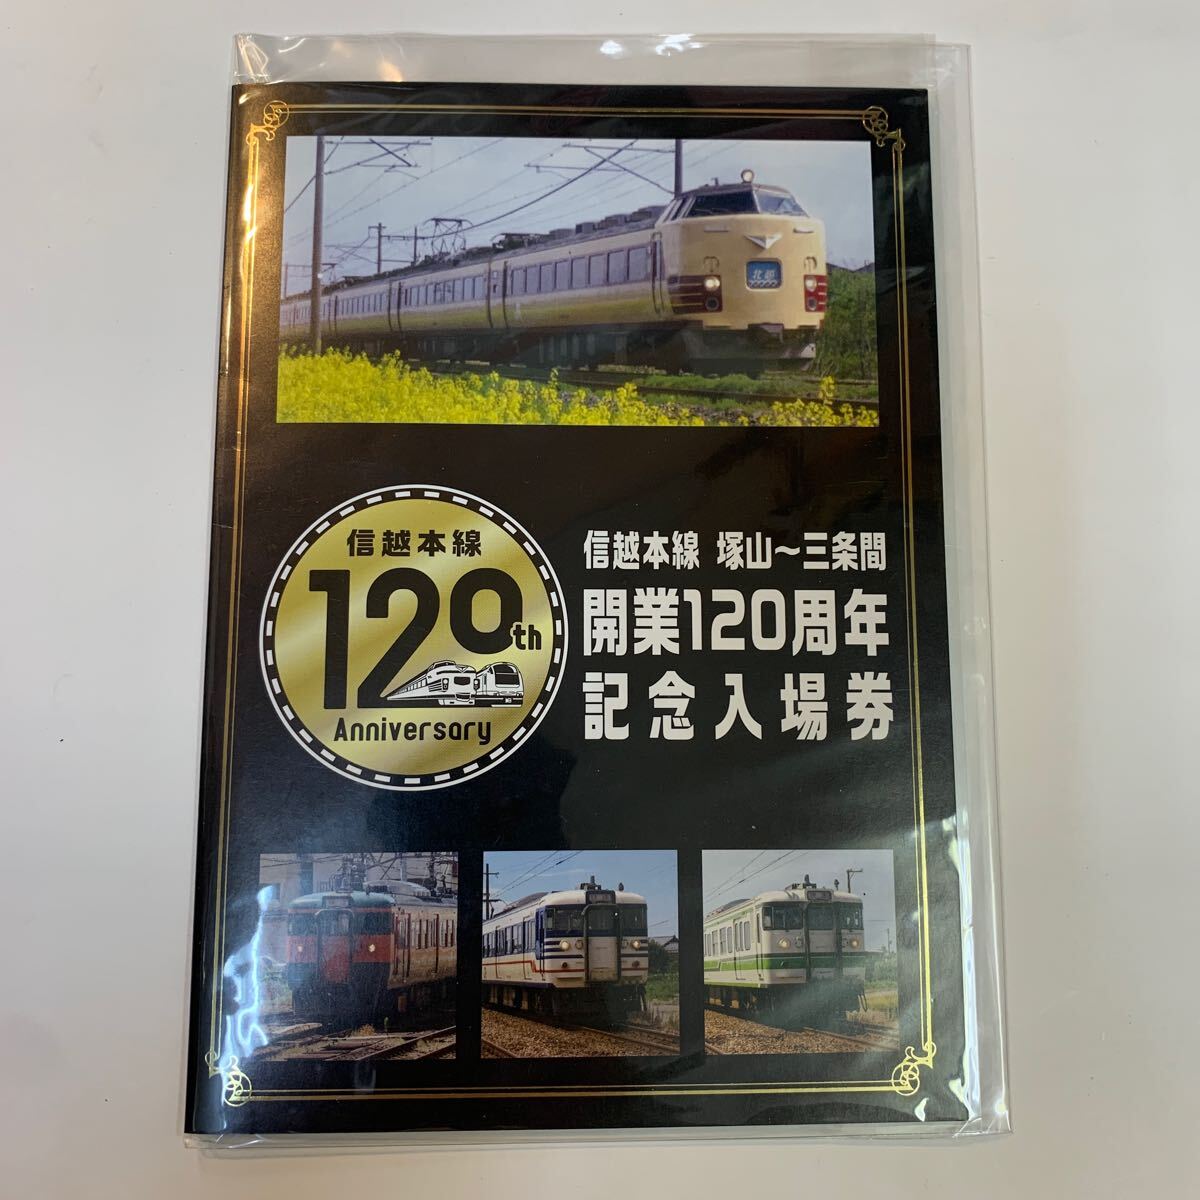 北越
信越本線
120th
Anniversary
信越本線 塚山～三条間
開業120周年
記念入場券